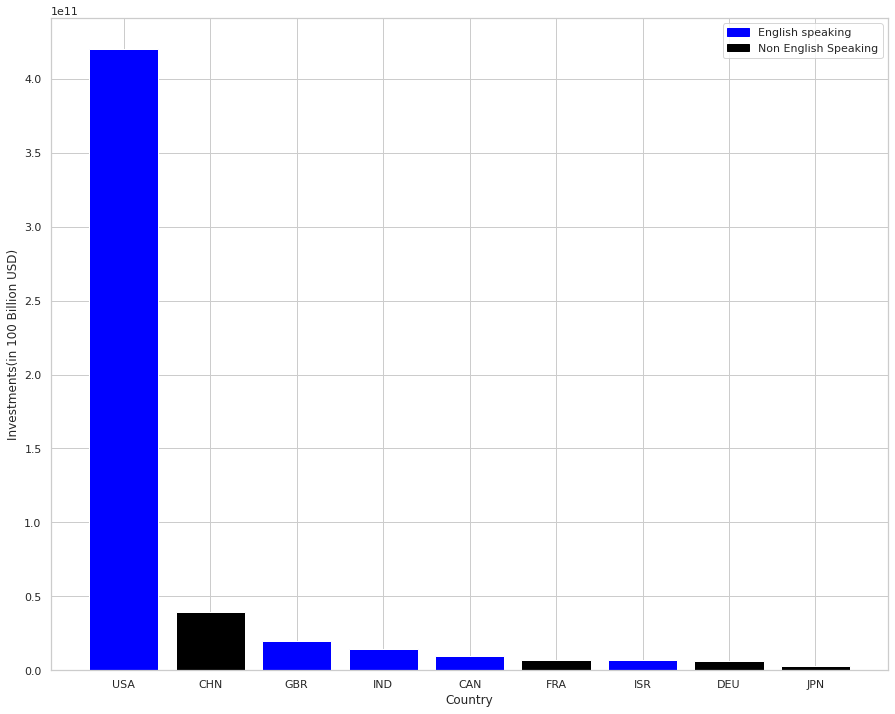 1e11
English speaking
Non English Speaking
4.0
3.5
3.0
2.5
2.0
1.5
1.0
0.5
0.0
Investments(in 100 Billion USD)
USA CHN GBR IND CAN FRA ISR DEU JPN
Country